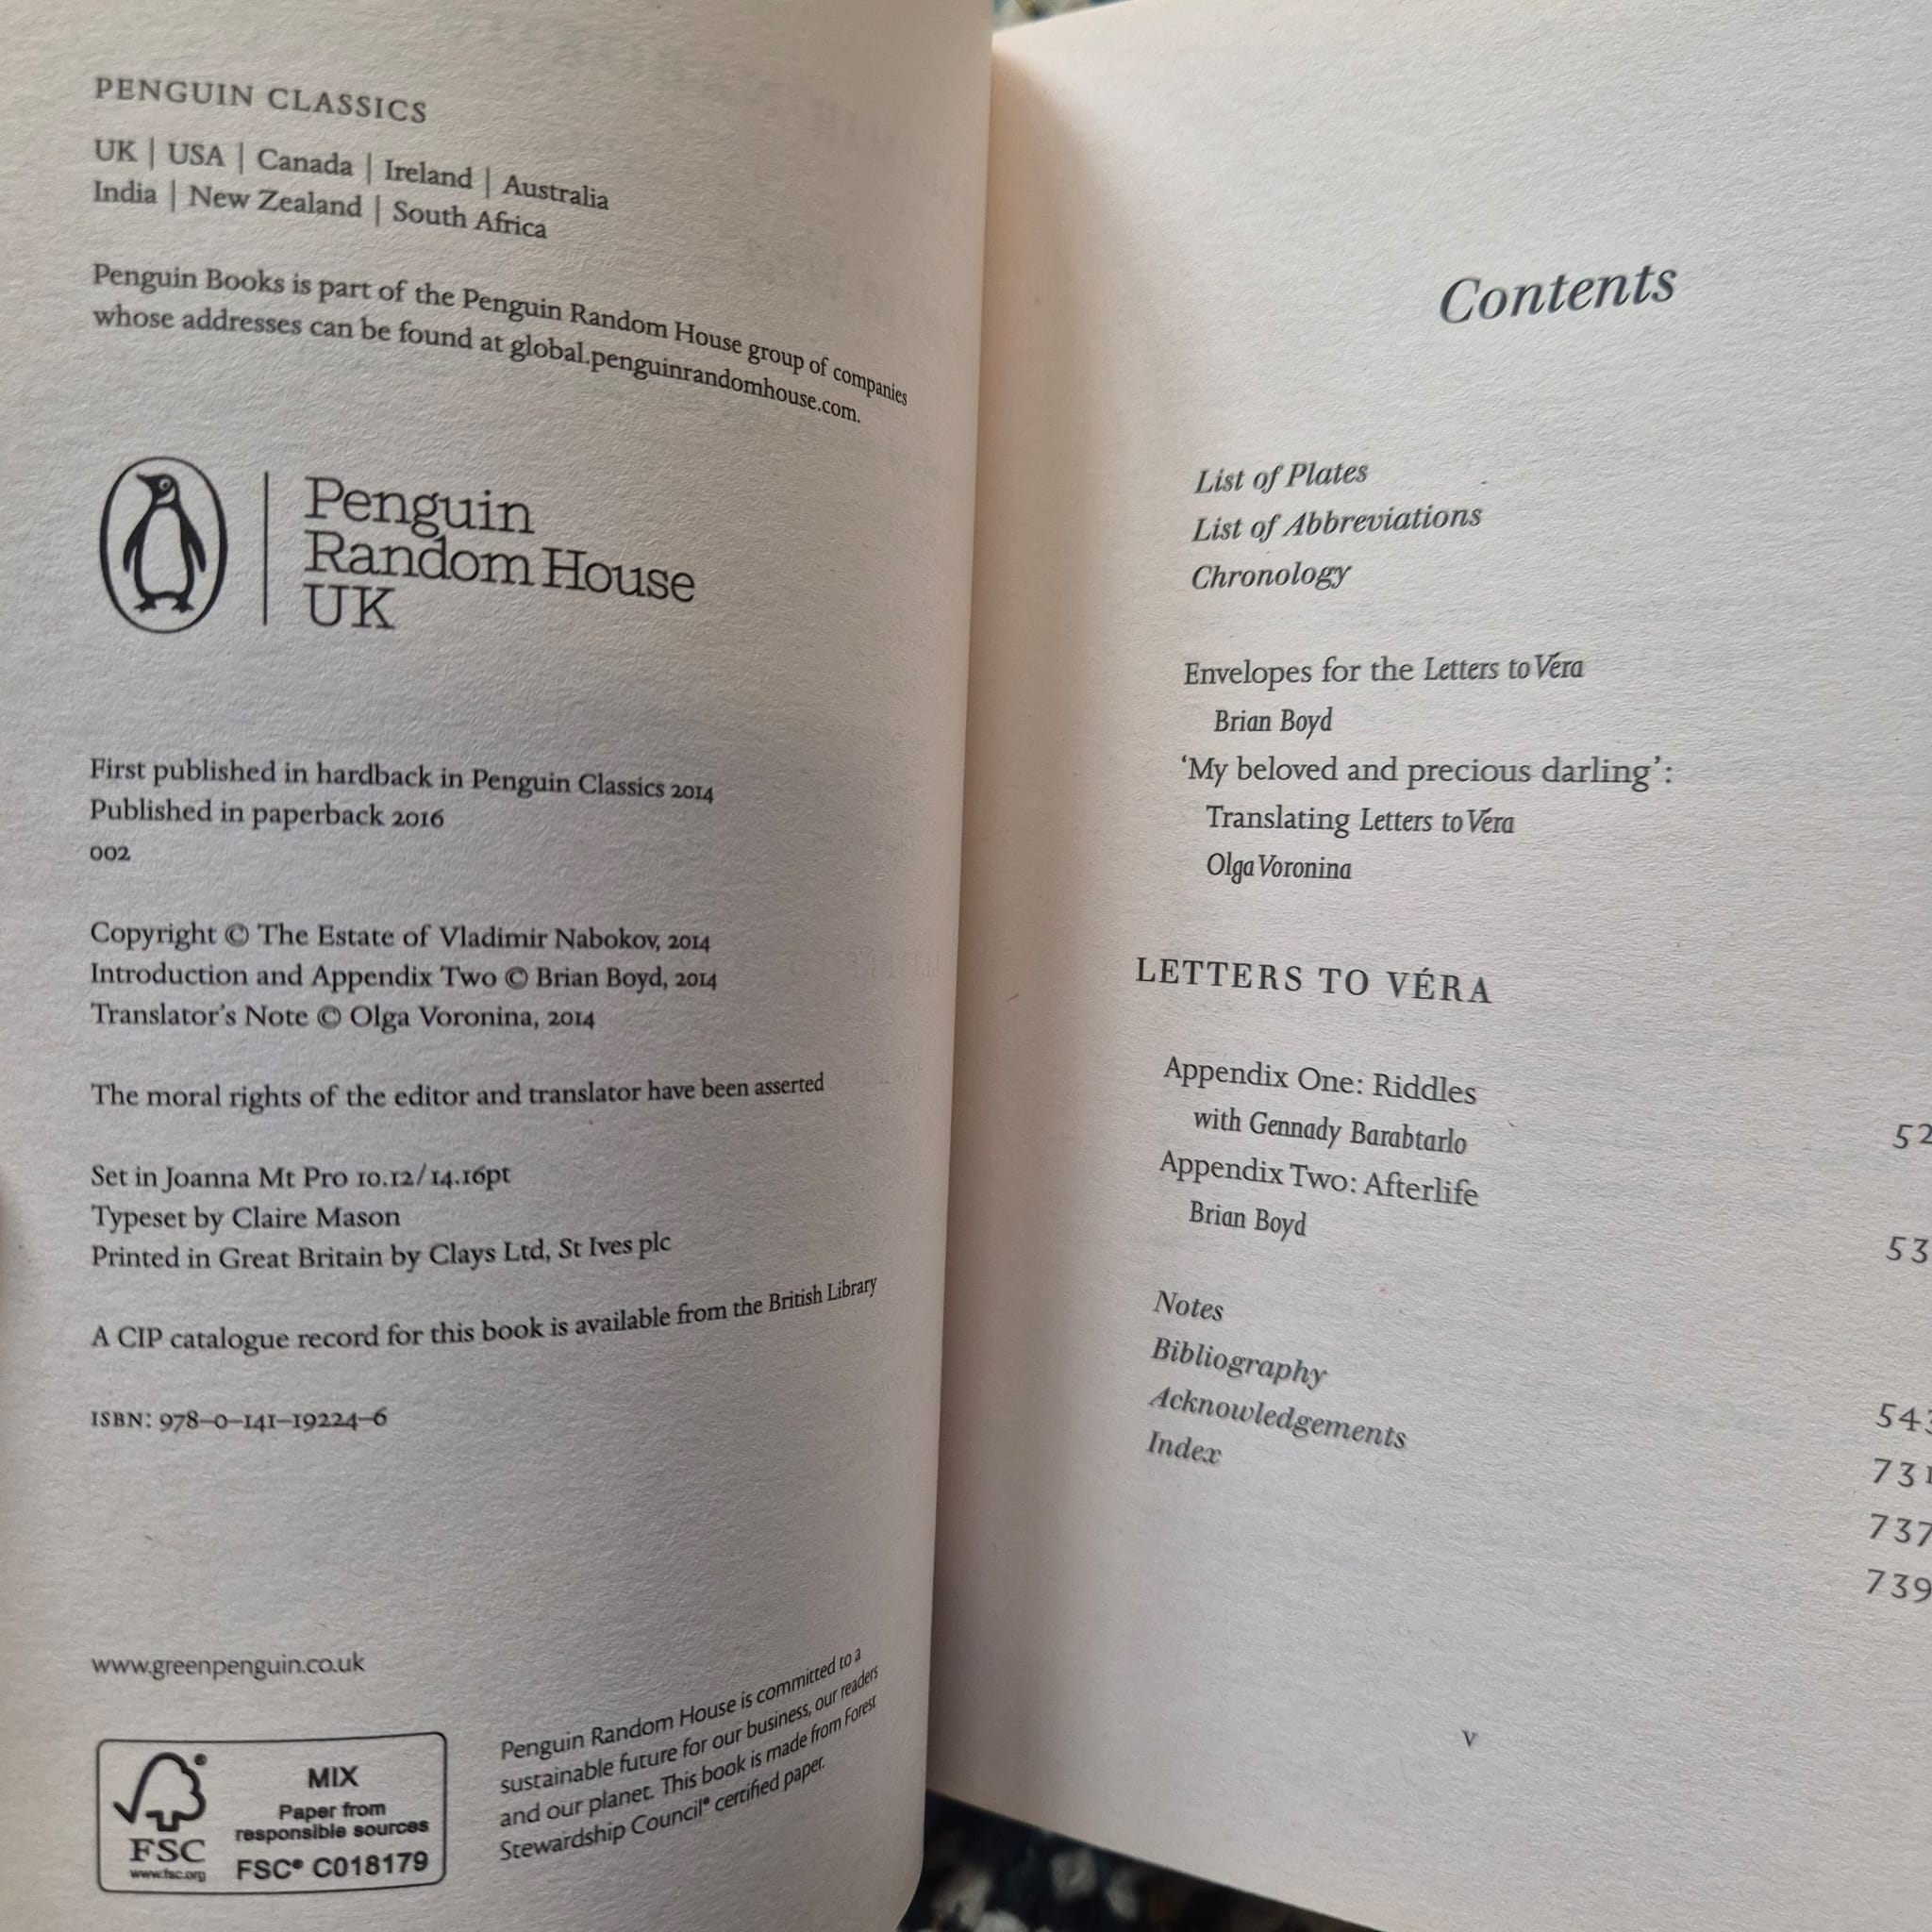 PENGUIN CLASSICS
UK | USA | Canada | Ireland | Australia
India | New Zealand | South Africa
Penguin Books is part of the Penguin Random House group of companies
whose addresses can be found at global.penguinrandomhouse.com.
Penguin
Random House
UK
First published in hardback in Penguin Classics 2014
Published in paperback 2016
002
Copyright © The Estate of Vladimir Nabokov, 2014
Introduction and Appendix Two © Brian Boyd, 2014
Translator's Note © Olga Voronina, 2014
The moral rights of the editor and translator have been asserted
Set in Joanna Mt Pro 10.12/14.16pt
Typeset by Claire Mason
Printed in Great Britain by Clays Ltd, St Ives plc
A CIP catalogue record for this book is available from the British Library
ISBN: 978–0–141–19224–6
www.greenpenguin.co.uk
MIX
Paper from
responsible sources
FSC® C018179
FSC
www.fsc.org
Penguin Random House is committed to a
sustainable future for our business, our readers
and our planet. This book is made from Forest
Stewardship Council® certified paper.
Contents
List of Plates
List of Abbreviations
Chronology
Envelopes for the Letters to Véra
Brian Boyd
‘My beloved and precious darling’:
Translating Letters to Véra
Olga Voronina
LETTERS TO VÉRA
Appendix One: Riddles
with Gennady Barabtarlo 52
Appendix Two: Afterlife
Brian Boyd 53
Notes 543
Bibliography 731
Acknowledgements 737
Index 739
v